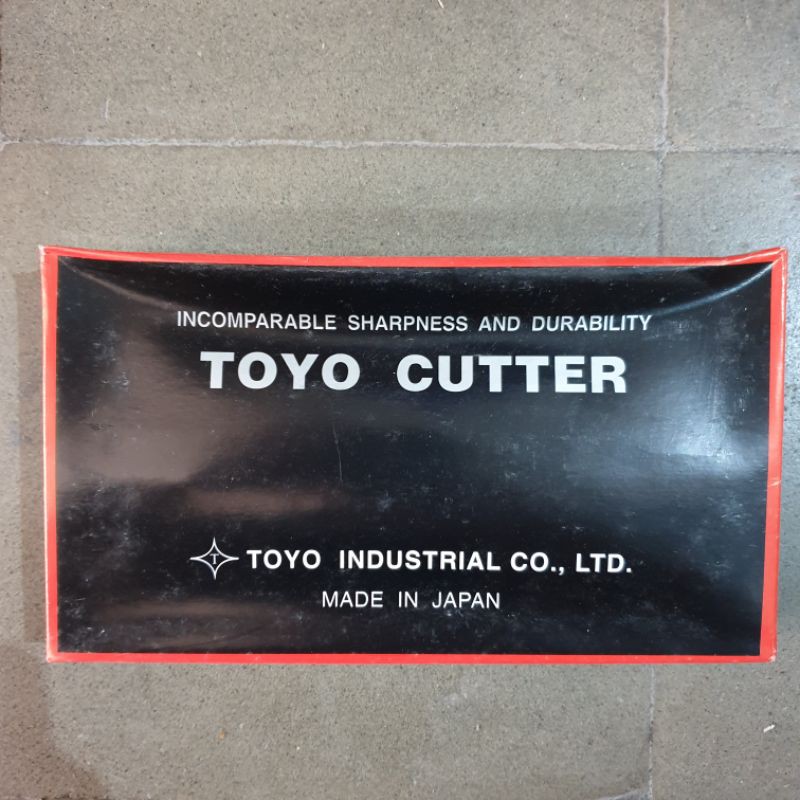 INCOMPARABLE SHARPNESS AND DURABILITY
TOYO CUTTER
T TOYO INDUSTRIAL CO., LTD.
MADE IN JAPAN